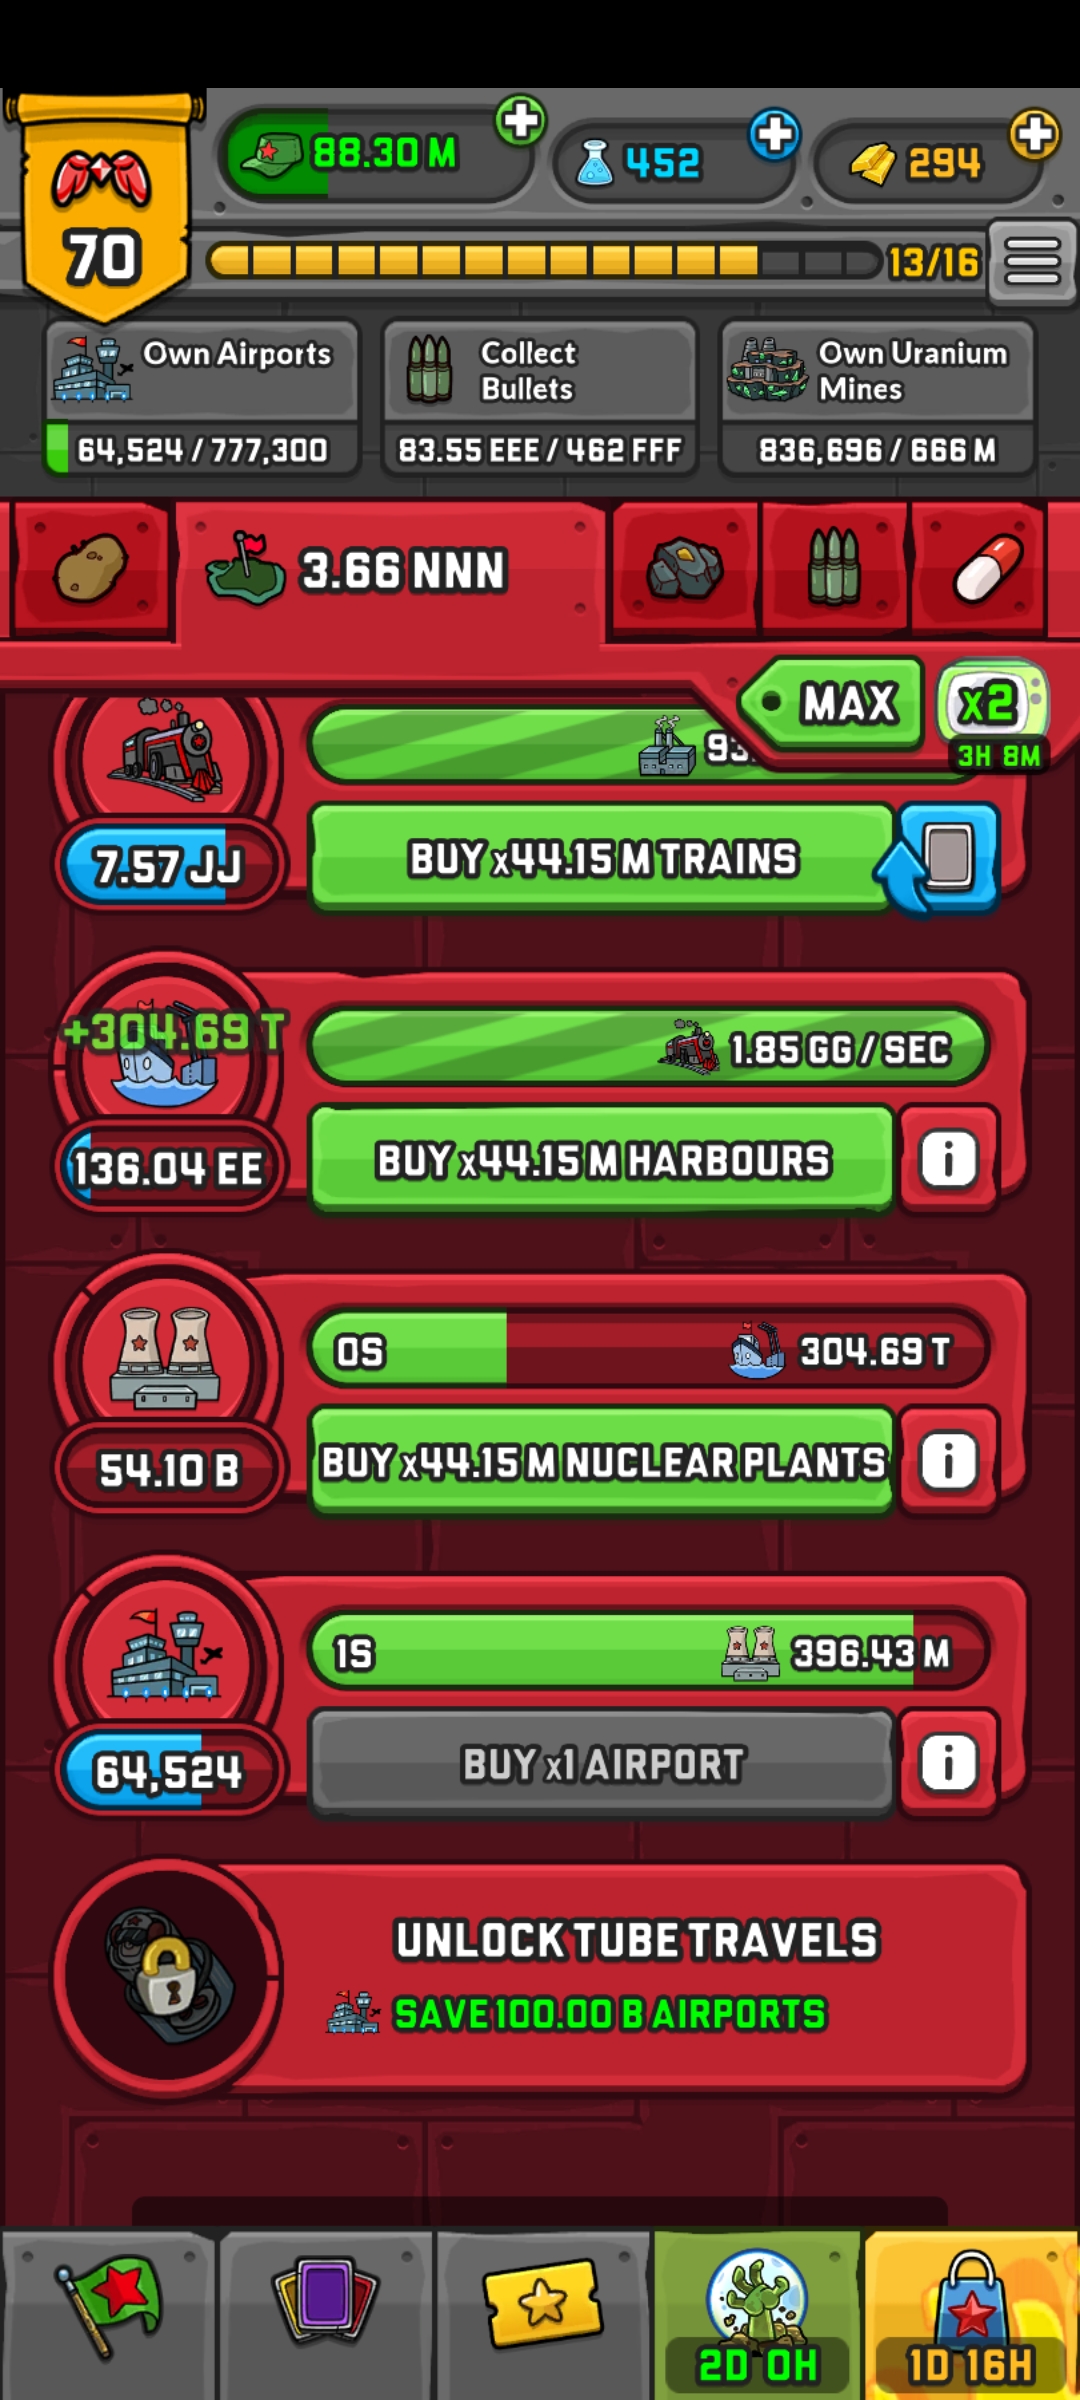 88.30 M
452
294
70
13/16
Own Airports
64,524 / 777,300
Collect
Bullets
83.55 EEE / 462 FFF
Own Uranium
Mines
836,696 / 666 M
3.66 NNN
MAX
x2
3H 8M
93.
7.57 JJ
BUY x44.15 M TRAINS
+304.69 T
1.85 GG / SEC
136.04 EE
BUY x44.15 M HARBOURS
i
0S
304.69 T
54.10 B
BUY x44.15 M NUCLEAR PLANTS
i
1S
396.43 M
64,524
BUY x1 AIRPORT
i
UNLOCK TUBE TRAVELS
SAVE 100.00 B AIRPORTS
2D 0H
1D 16H